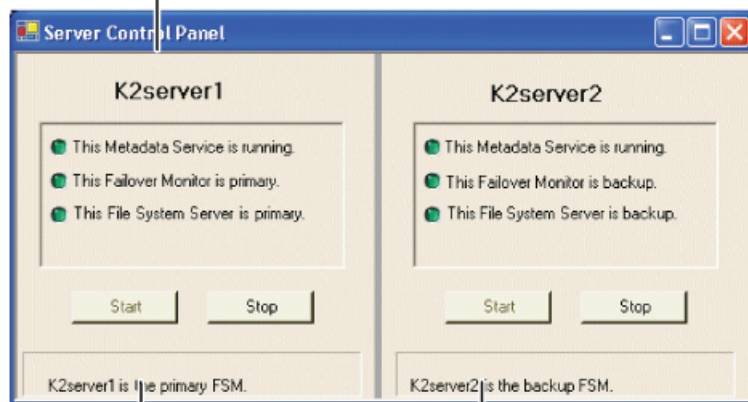 Server Control Panel
K2server1
This Metadata Service is running.
This Failover Monitor is primary.
This File System Server is primary.
Start
Stop
K2server1 is the primary FSM.
K2server2
This Metadata Service is running.
This Failover Monitor is backup.
This File System Server is backup.
Start
Stop
K2server2 is the backup FSM.